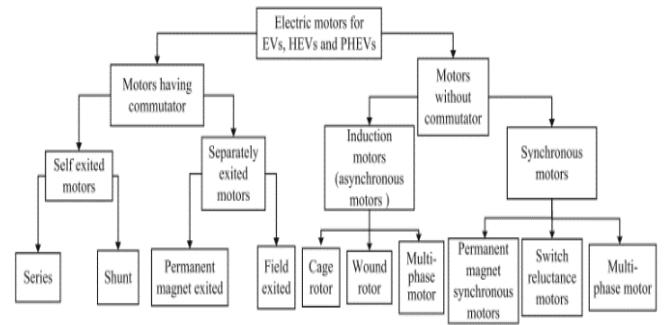 Electric motors for
EVs, HEVs and PHEVs
Motors having
commutator
Motors
without
commutator
Self exited
motors
Separately
exited
motors
Induction
motors
(asynchronous
motors )
Synchronous
motors
Series
Shunt
Permanent
magnet exited
Field
exited
Cage
rotor
Wound
rotor
Multi-
phase
motor
Permanent
magnet
synchronous
motors
Switch
reluctance
motors
Multi-
phase motor